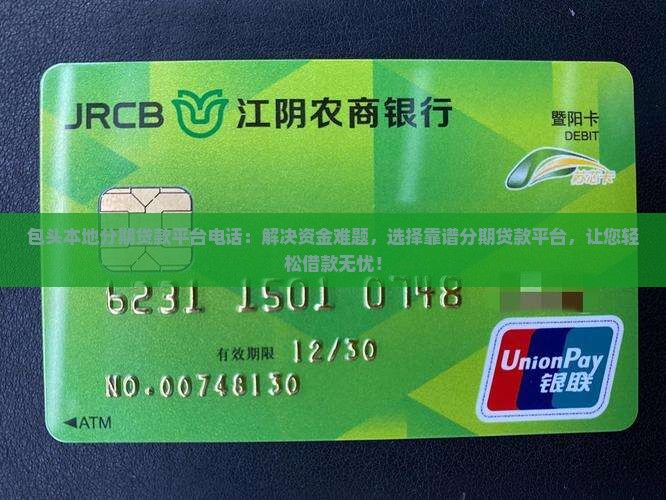 JRCB 江阴农商银行
暨阳卡
DEBIT
苏芯卡
包头本地分期贷款平台电话：解决资金难题，选择靠谱分期贷款平台，让您轻
松借款无忧！
6231 1501 0748
有效期限 12/30
NO.00748130
UnionPay
银联
◄ATM